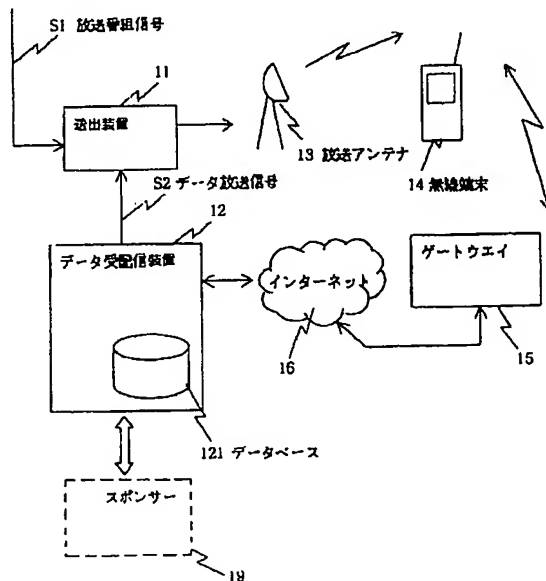 S1 放送番組信号
11
送出装置
13 放送アンテナ
14 無線端末
S2 データ放送信号
12
データ受配信装置
インターネット
16
ゲートウエイ
15
121 データベース
スポンサー
19